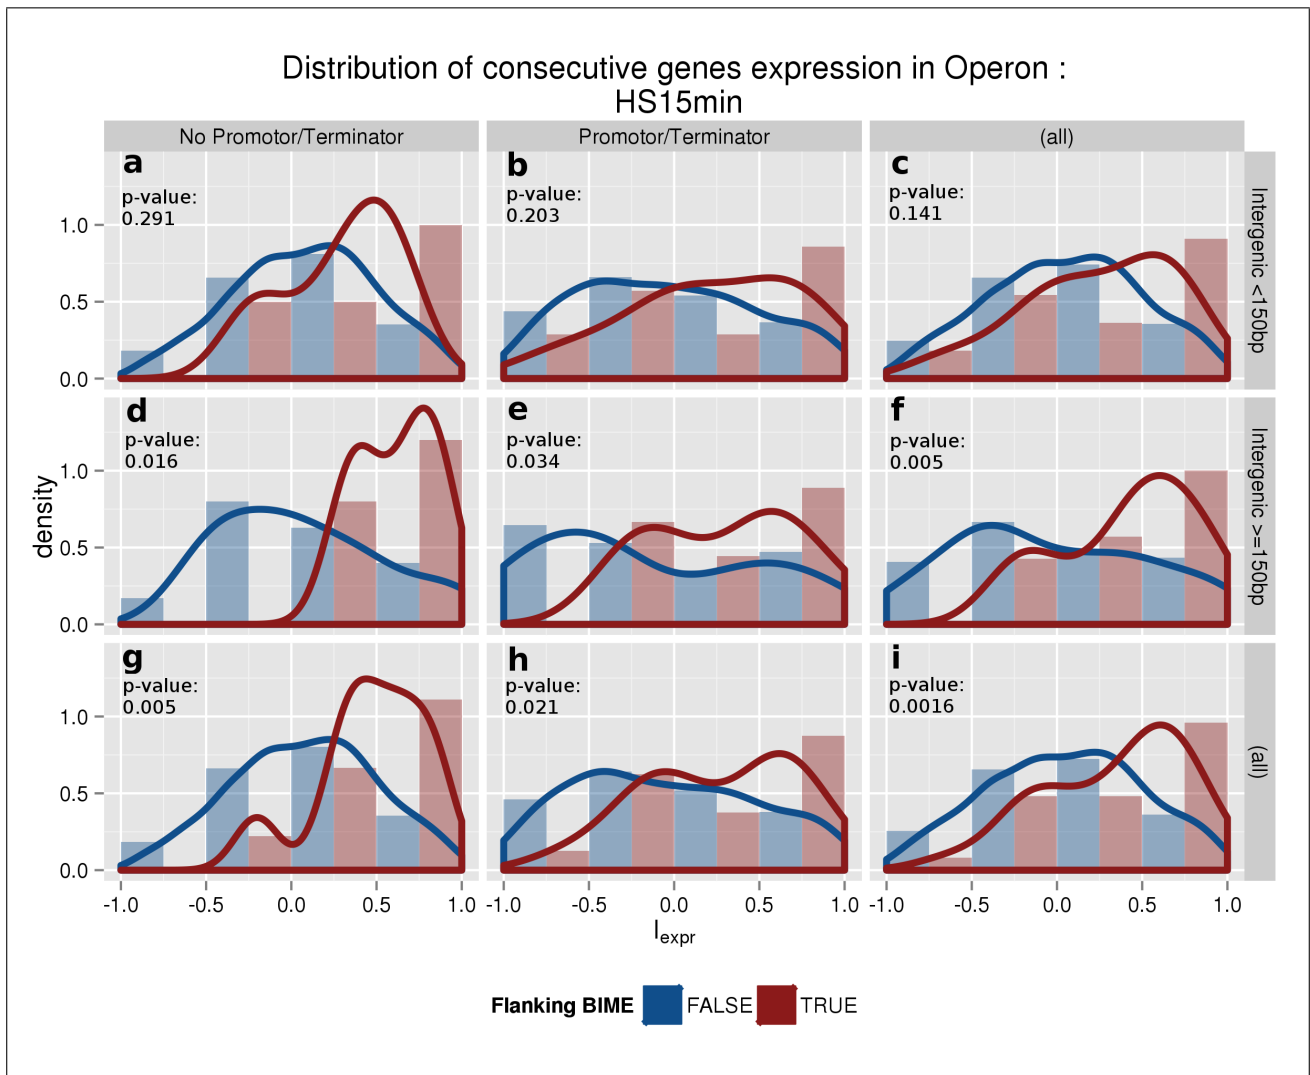 Distribution of consecutive genes expression in Operon :
HS15min
No Promotor/Terminator
Promotor/Terminator
(all)
a
p-value:
0.291
b
p-value:
0.203
c
p-value:
0.141
Intergenic <150bp
1.0
0.5
0.0
d
p-value:
0.016
e
p-value:
0.034
f
p-value:
0.005
Intergenic >=150bp
1.0
0.5
0.0
density
g
p-value:
0.005
h
p-value:
0.021
i
p-value:
0.0016
(all)
1.0
0.5
0.0
-1.0 -0.5 0.0 0.5 1.0 -1.0 -0.5 0.0 0.5 1.0 -1.0 -0.5 0.0 0.5 1.0
Iexpr
Flanking BIME FALSE TRUE